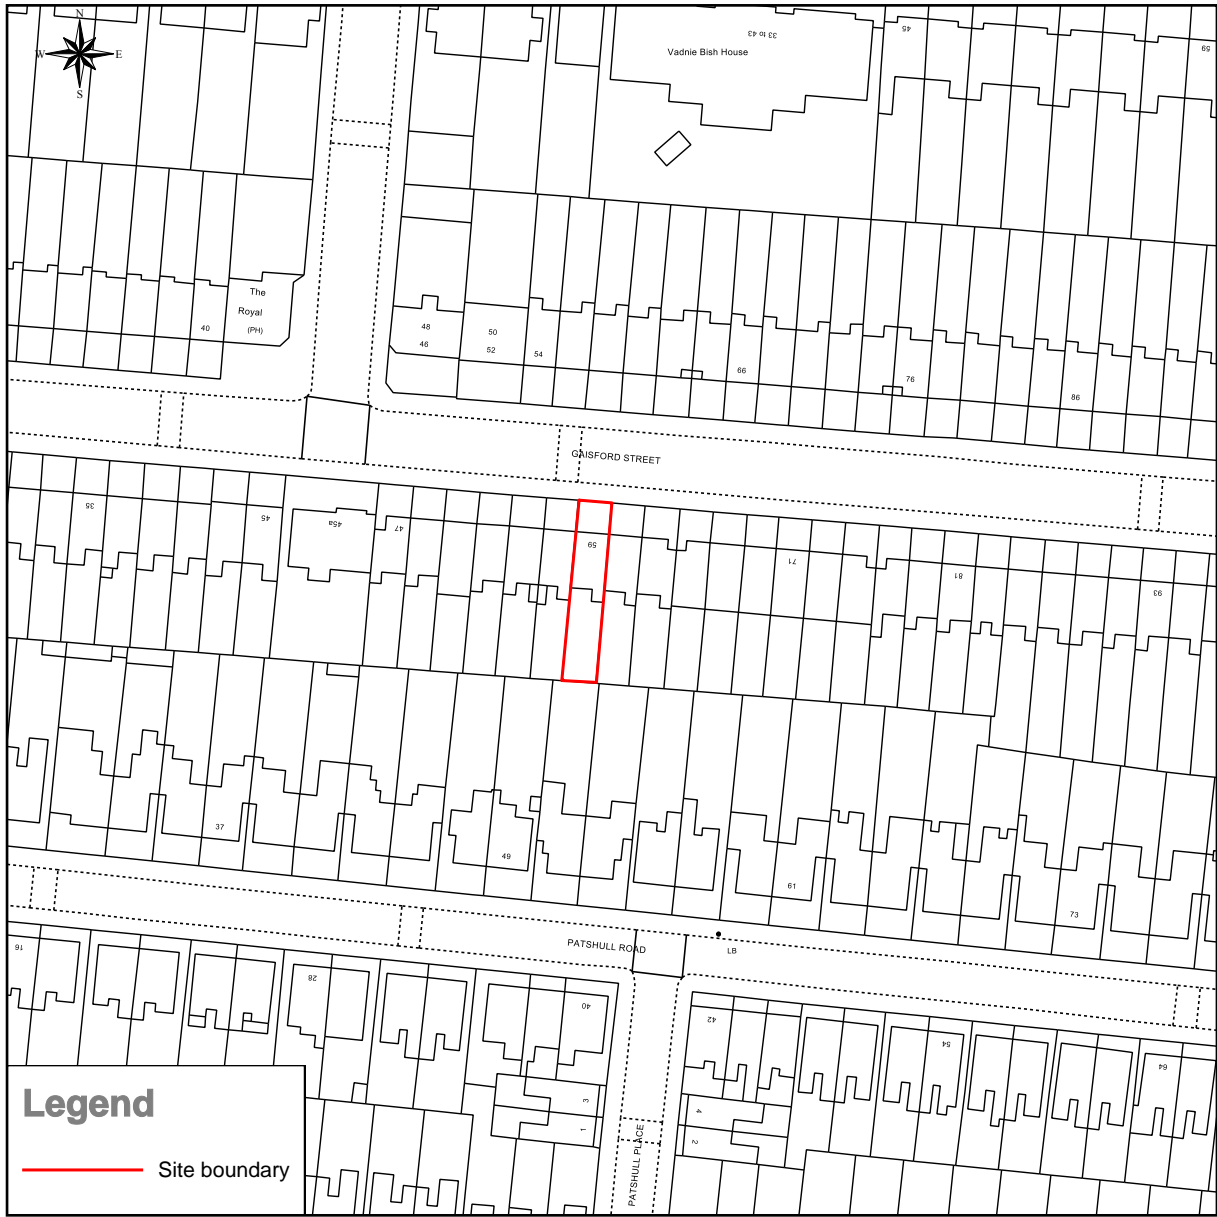 N
W E
S
33 to 43
Vadnie Bish House
45
59
The
Royal
(PH)
40
48
46
50
52
54
66
76
86
GAISFORD STREET
35
45
45a
47
59
71
81
93
37
49
61
73
PATSHULL ROAD
LB
16
28
40
42
54
64
3
1
4
2
PATSHULL PLACE
Legend
Site boundary